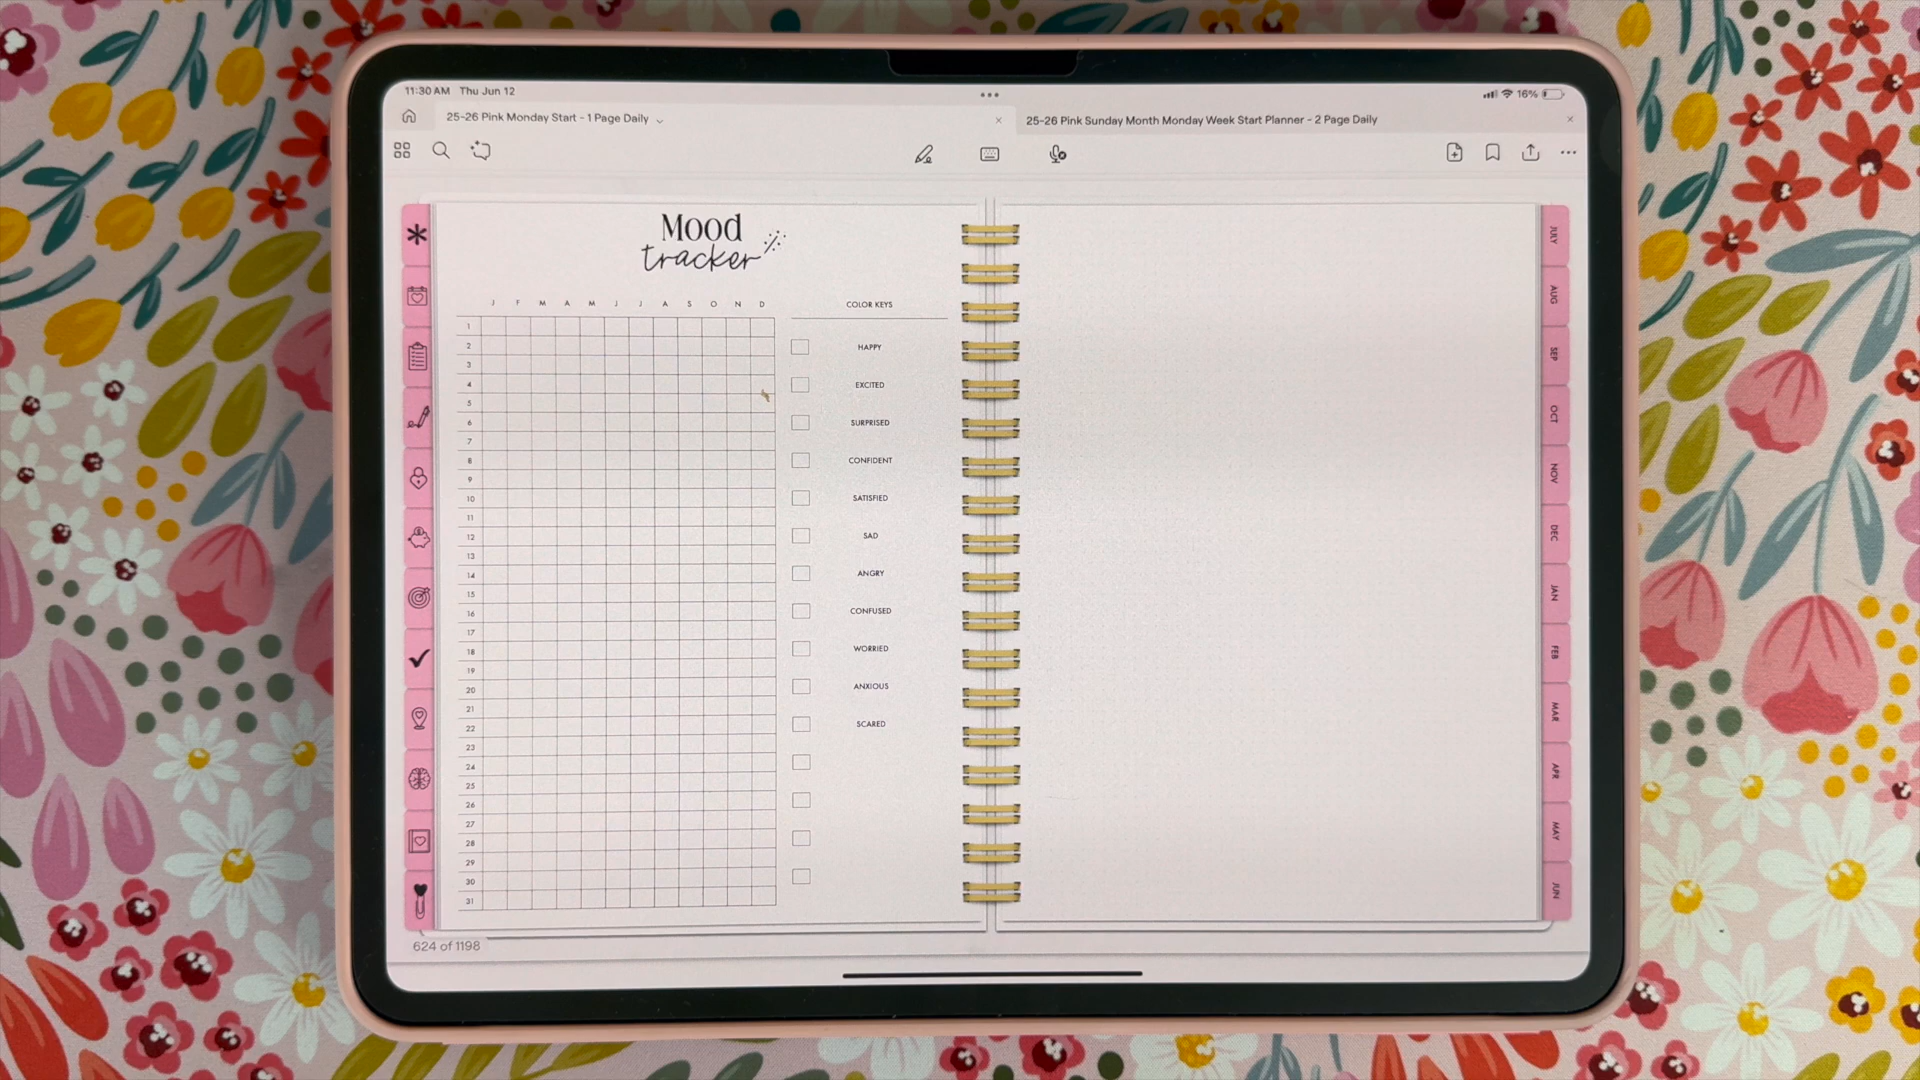 11:30 AM Thu Jun 12
16%
25-26 Pink Monday Start - 1 Page Daily
25-26 Pink Sunday Month Monday Week Start Planner - 2 Page Daily
Mood
tracker
J F M A M J J A S O N D
COLOR KEYS
1
2
3
4
5
6
7
8
9
10
11
12
13
14
15
16
17
18
19
20
21
22
23
24
25
26
27
28
29
30
31
HAPPY
EXCITED
SURPRISED
CONFIDENT
SATISFIED
SAD
ANGRY
CONFUSED
WORRIED
ANXIOUS
SCARED
JULY
AUG
SEP
OCT
NOV
DEC
JAN
FEB
MAR
APR
MAY
JUN
624 of 1198